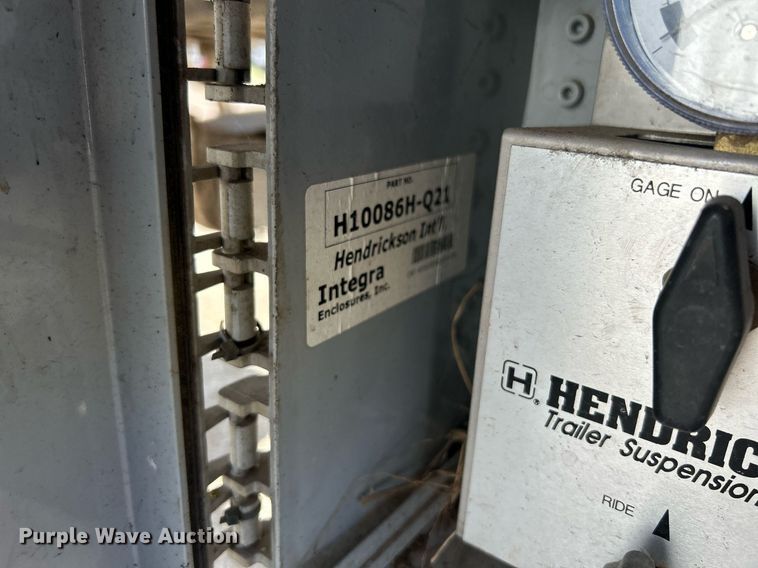 PART NO.
H10086H-Q21
Hendrickson Int'l.
Integra
Enclosures, Inc.
GAGE ON
H
HENDRIC
Trailer Suspension
RIDE
Purple Wave Auction